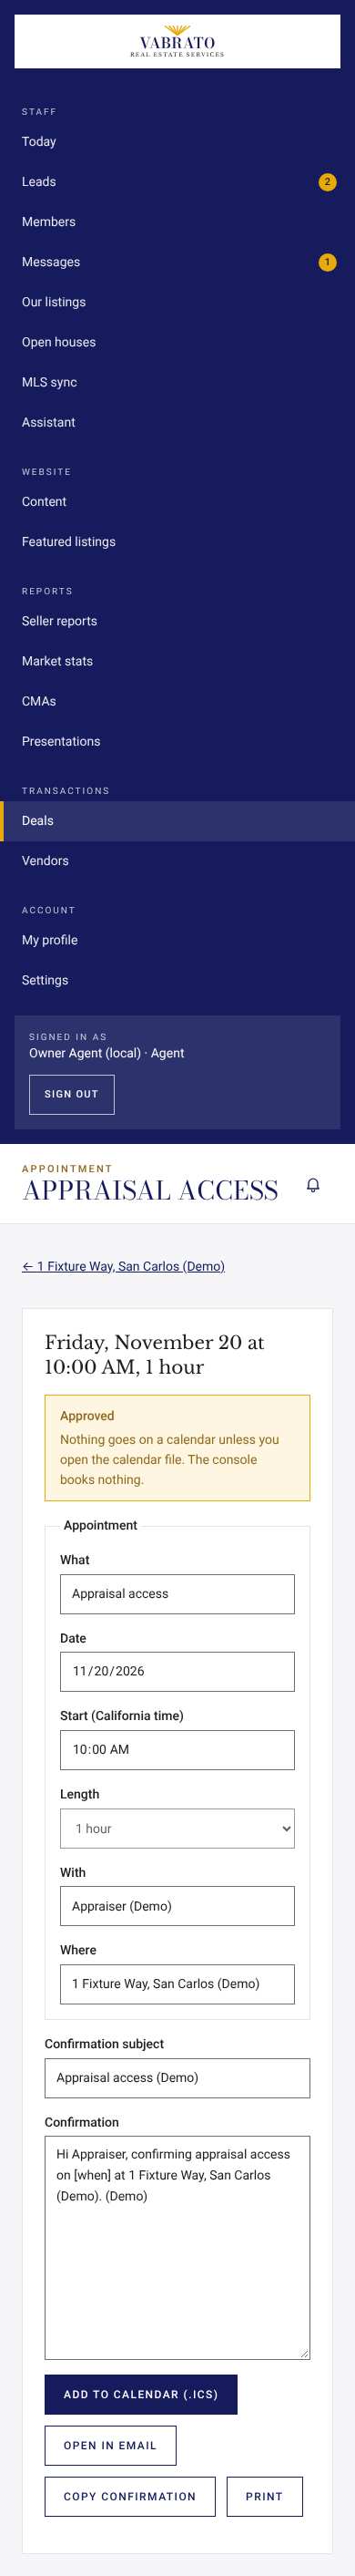 VABRATO
REAL ESTATE SERVICES
STAFF
Today
Leads 2
Members
Messages 1
Our listings
Open houses
MLS sync
Assistant
WEBSITE
Content
Featured listings
REPORTS
Seller reports
Market stats
CMAs
Presentations
TRANSACTIONS
Deals
Vendors
ACCOUNT
My profile
Settings
SIGNED IN AS
Owner Agent (local) · Agent
SIGN OUT
APPOINTMENT
APPRAISAL ACCESS
← 1 Fixture Way, San Carlos (Demo)
Friday, November 20 at
10:00 AM, 1 hour
Approved
Nothing goes on a calendar unless you
open the calendar file. The console
books nothing.
Appointment
What
Appraisal access
Date
11/20/2026
Start (California time)
10:00 AM
Length
1 hour
With
Appraiser (Demo)
Where
1 Fixture Way, San Carlos (Demo)
Confirmation subject
Appraisal access (Demo)
Confirmation
Hi Appraiser, confirming appraisal access
on [when] at 1 Fixture Way, San Carlos
(Demo). (Demo)
ADD TO CALENDAR (.ICS)
OPEN IN EMAIL
COPY CONFIRMATION PRINT